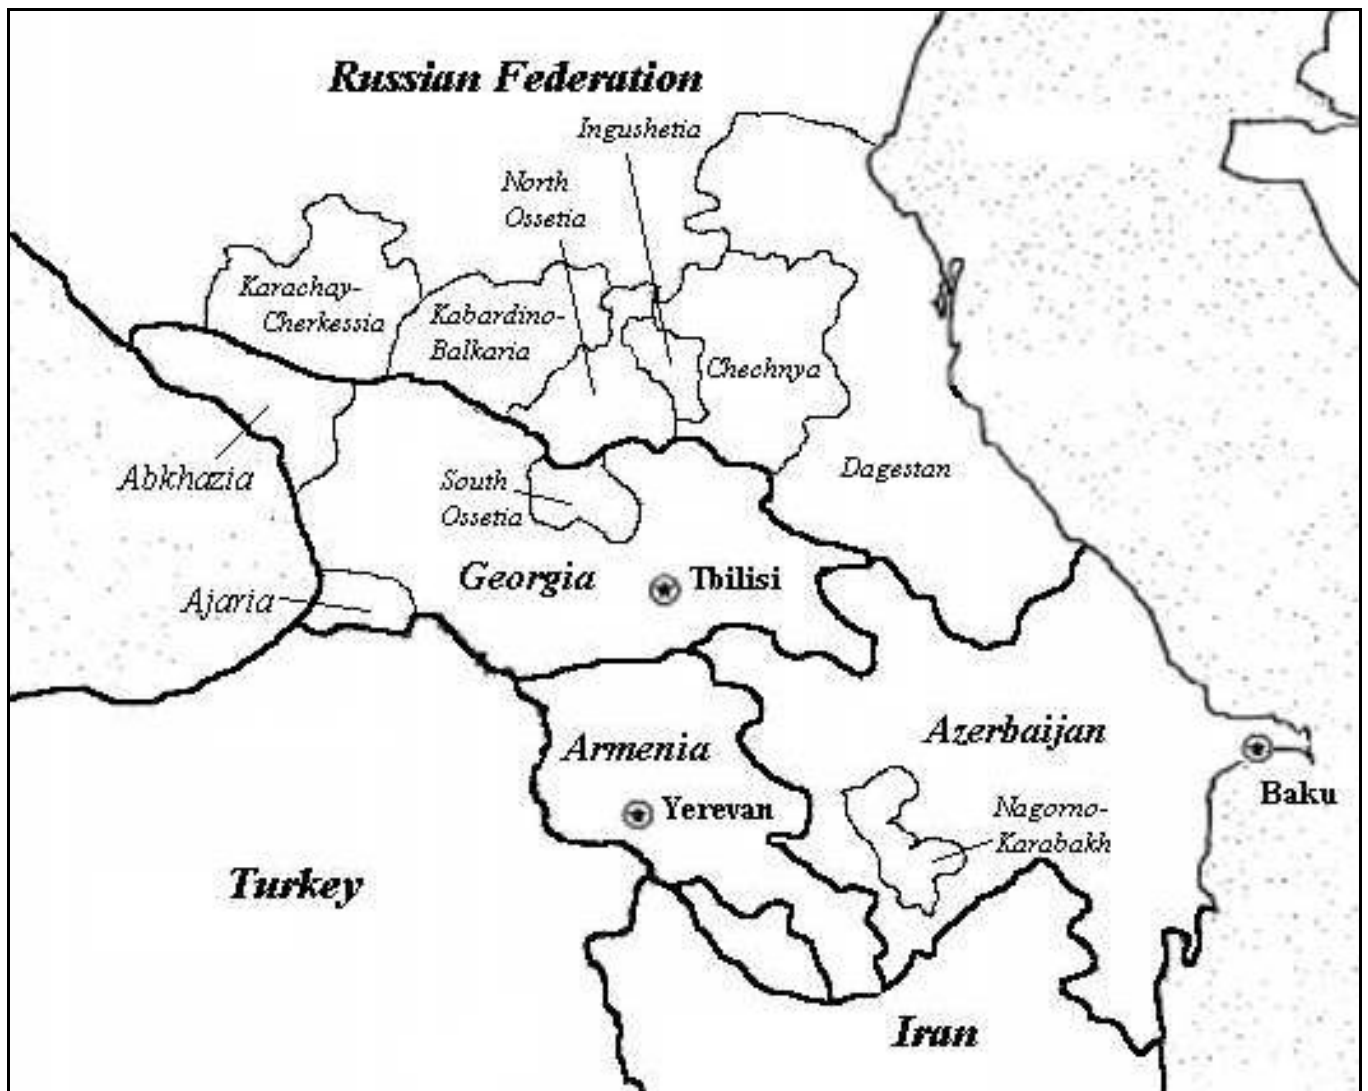 Russian Federation
Ingushetia
North
Ossetia
Karachay-
Cherkessia
Kabardino-
Balkaria
Chechnya
Abkhazia
South
Ossetia
Dagestan
Georgia
Tbilisi
Ajaria
Armenia
Azerbaijan
Yerevan
Baku
Nagorno-
Karabakh
Turkey
Iran